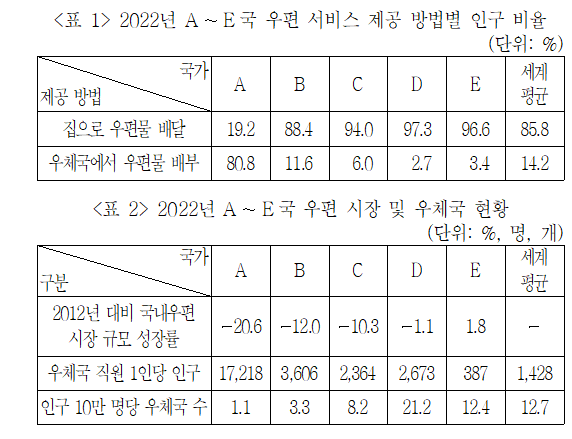 <표 1> 2022년 A∼E국 우편 서비스 제공 방법별 인구 비율
(단위: %)
국가 A B C D E 세계 평균
제공 방법
집으로 우편물 배달 19.2 88.4 94.0 97.3 96.6 85.8
우체국에서 우편물 배부 80.8 11.6 6.0 2.7 3.4 14.2
<표 2> 2022년 A∼E국 우편 시장 및 우체국 현황
(단위: %, 명, 개)
국가 A B C D E 세계 평균
구분
2012년 대비 국내우편 시장 규모 성장률 −20.6 −12.0 −10.3 −1.1 1.8 −
우체국 직원 1인당 인구 17,218 3,606 2,364 2,673 387 1,428
인구 10만 명당 우체국 수 1.1 3.3 8.2 21.2 12.4 12.7